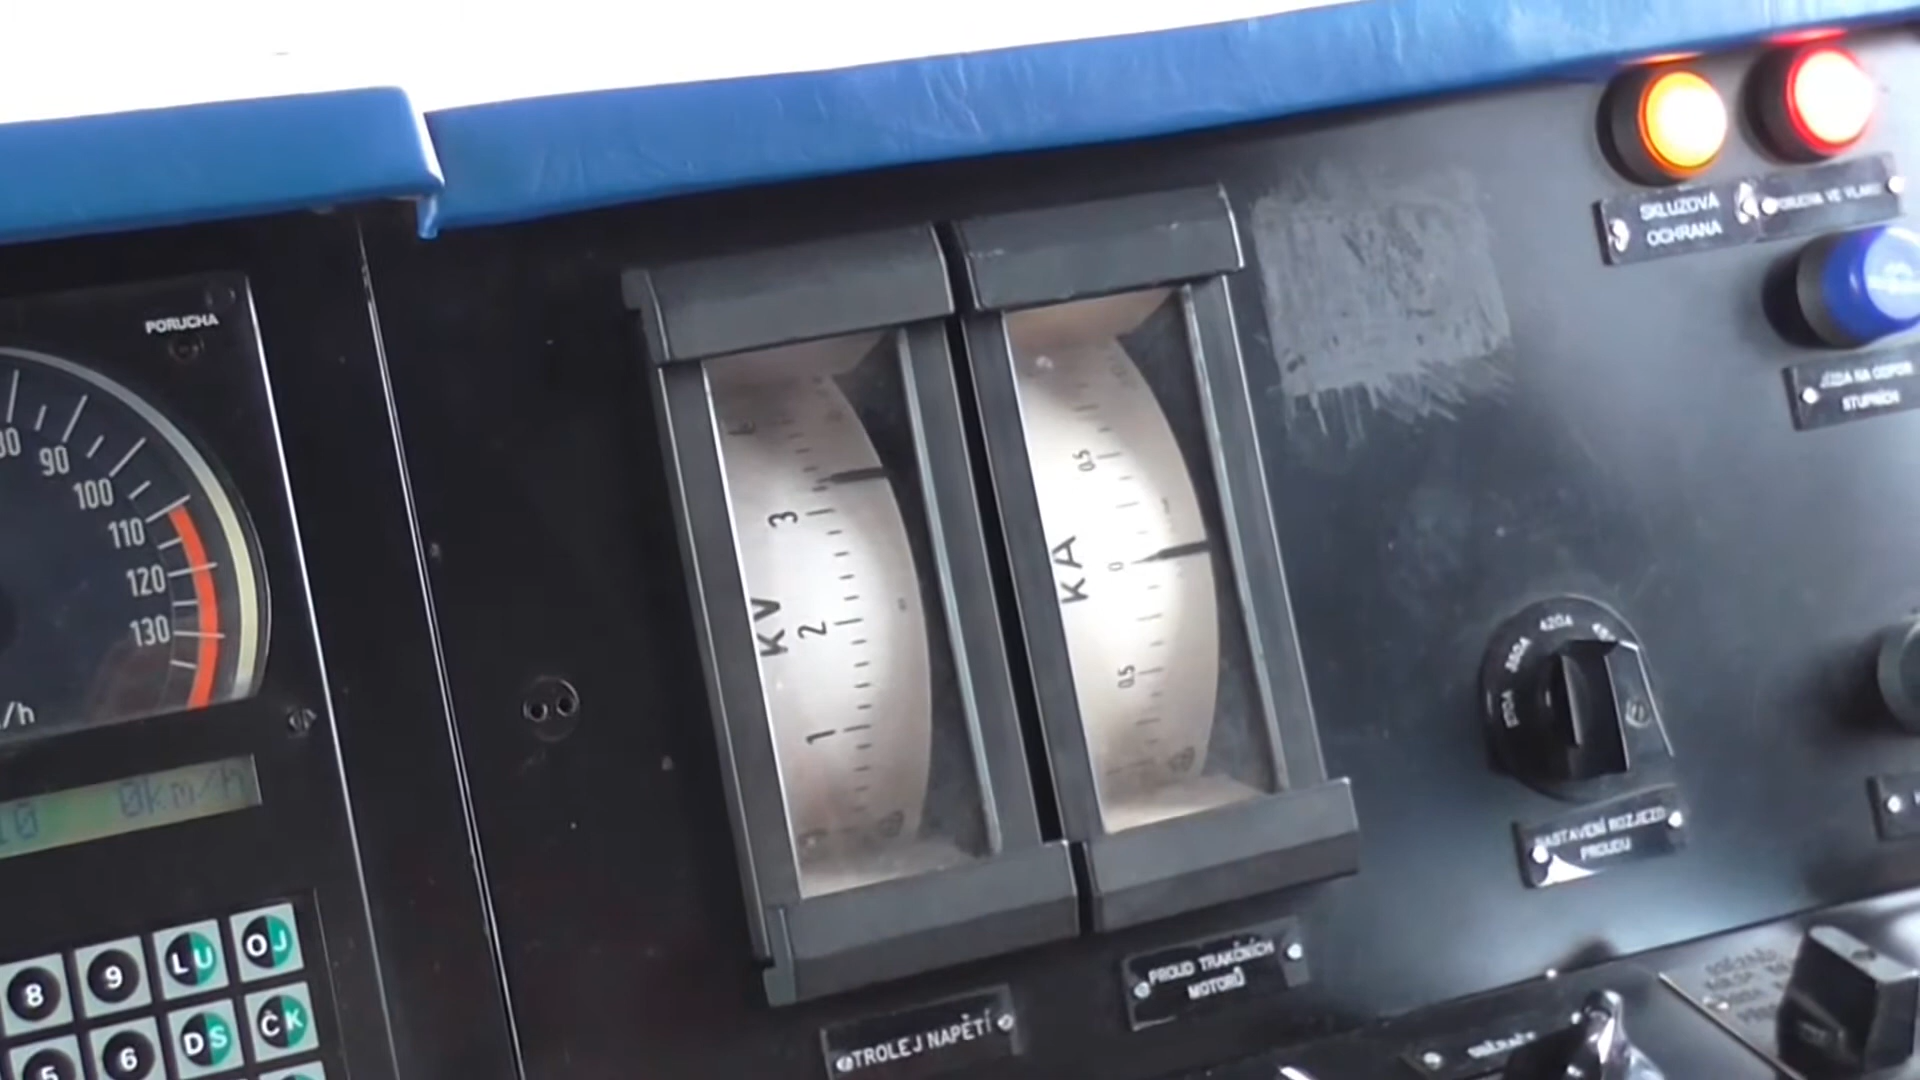 PORUCHA
90
100
110
120
130
/h
0km/h
8
9
LU
OJ
6
DS
ČK
3
KV
2
1
TROLEJ NAPĚTÍ
0.5
KA
0
0.5
PROUD TRAKČNÍCH
MOTORŮ
SKLUZOVÁ
OCHRANA
PORUCHA VE VLAKU
JÍZDA NA ODPOR
STUPNÍCH
350A
420A
NASTAVENÍ ROZJEZD
PROUDU